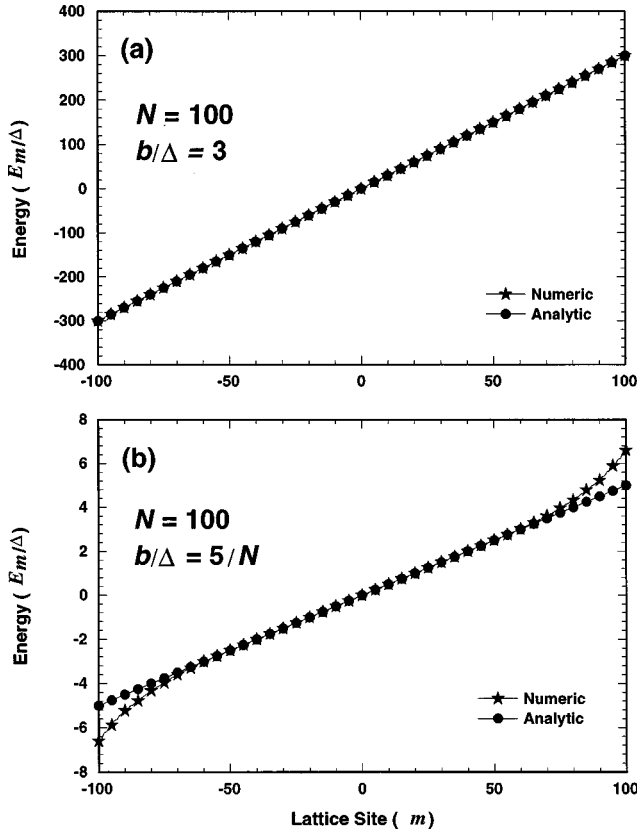 400
300
200
100
0
-100
-200
-300
-400
Energy ( Em/Δ )
(a)
N = 100
b/Δ = 3
Numeric
Analytic
-100 -50 0 50 100
8
6
4
2
0
-2
-4
-6
-8
Energy ( Em/Δ )
(b)
N = 100
b/Δ = 5/N
Numeric
Analytic
-100 -50 0 50 100
Lattice Site ( m )